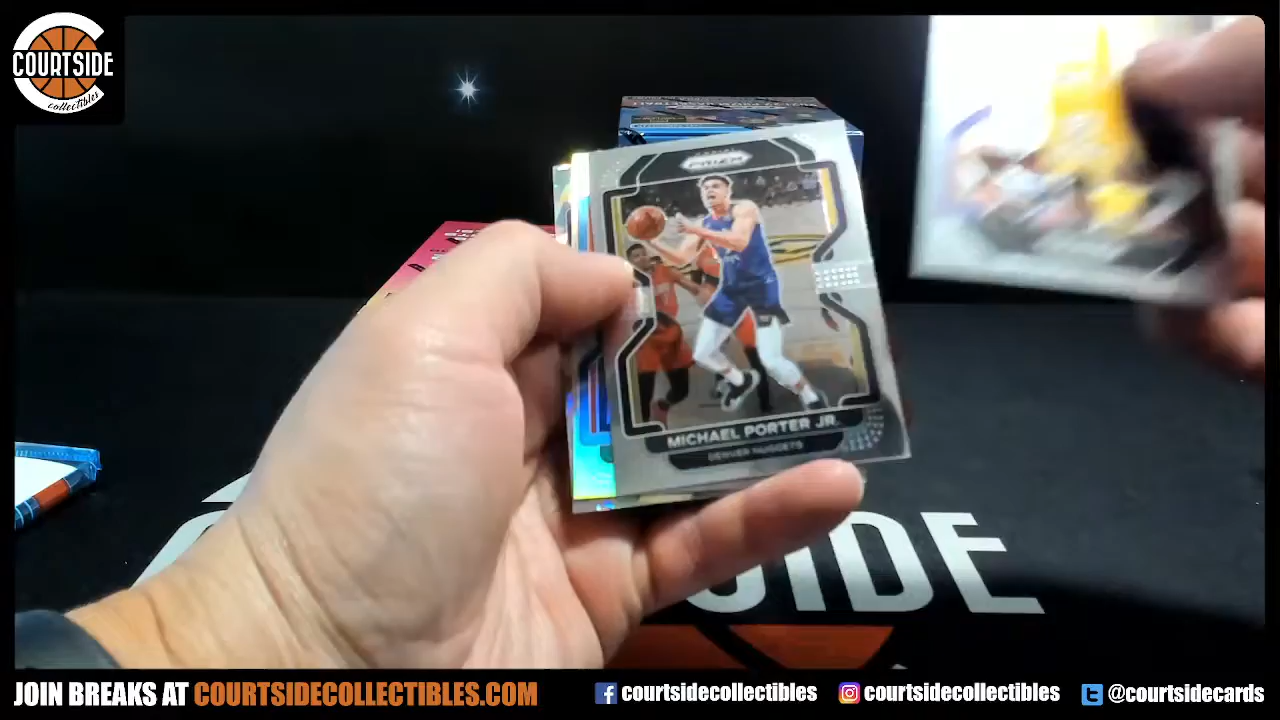 COURTSIDE
collectibles
PRIZM
MICHAEL PORTER JR.
DENVER NUGGETS
SIDE
JOIN BREAKS AT COURTSIDECOLLECTIBLES.COM
courtsidecollectibles
courtsidecollectibles
@courtsidecards